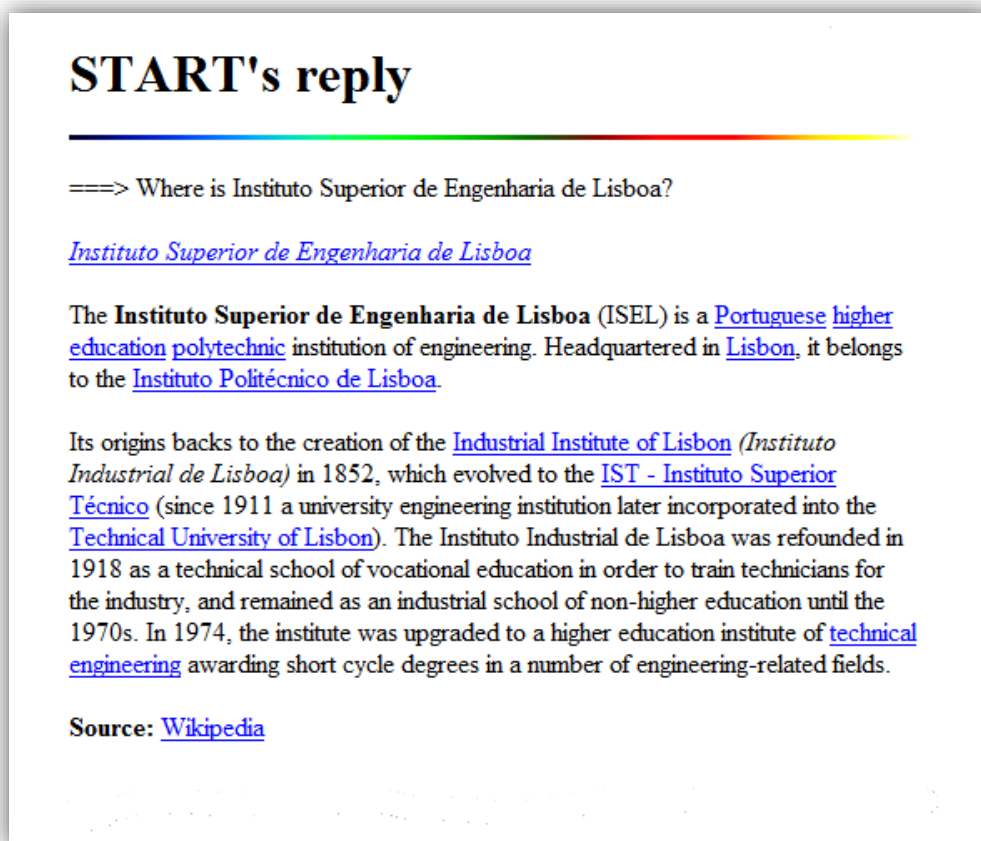 START's reply
===> Where is Instituto Superior de Engenharia de Lisboa?
Instituto Superior de Engenharia de Lisboa
The Instituto Superior de Engenharia de Lisboa (ISEL) is a Portuguese higher
education polytechnic institution of engineering. Headquartered in Lisbon, it belongs
to the Instituto Politécnico de Lisboa.
Its origins backs to the creation of the Industrial Institute of Lisbon (Instituto
Industrial de Lisboa) in 1852, which evolved to the IST - Instituto Superior
Técnico (since 1911 a university engineering institution later incorporated into the
Technical University of Lisbon). The Instituto Industrial de Lisboa was refounded in
1918 as a technical school of vocational education in order to train technicians for
the industry, and remained as an industrial school of non-higher education until the
1970s. In 1974, the institute was upgraded to a higher education institute of technical
engineering awarding short cycle degrees in a number of engineering-related fields.
Source: Wikipedia